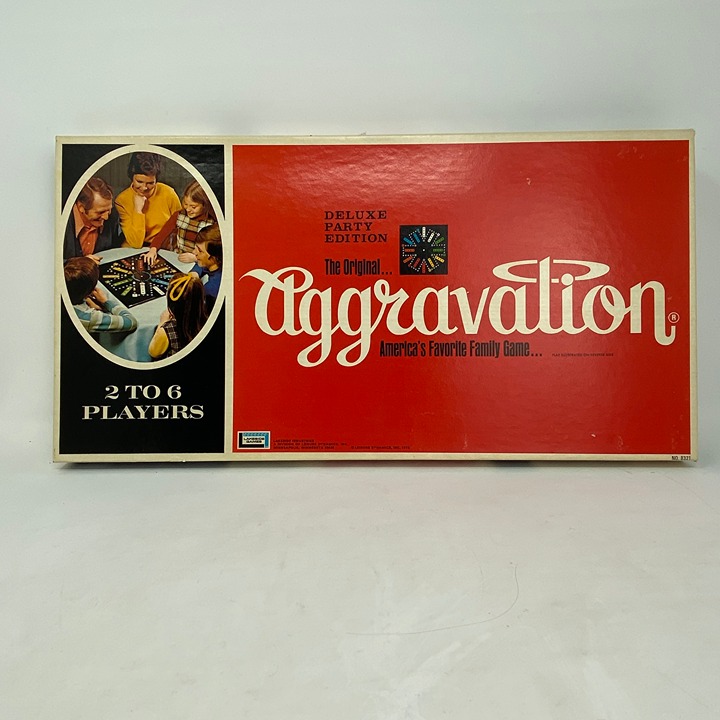 DELUXE
PARTY
EDITION
The Original...
Aggravation®
America's Favorite Family Game...
2 TO 6
PLAYERS
LAKESIDE
GAMES
NO. 8321